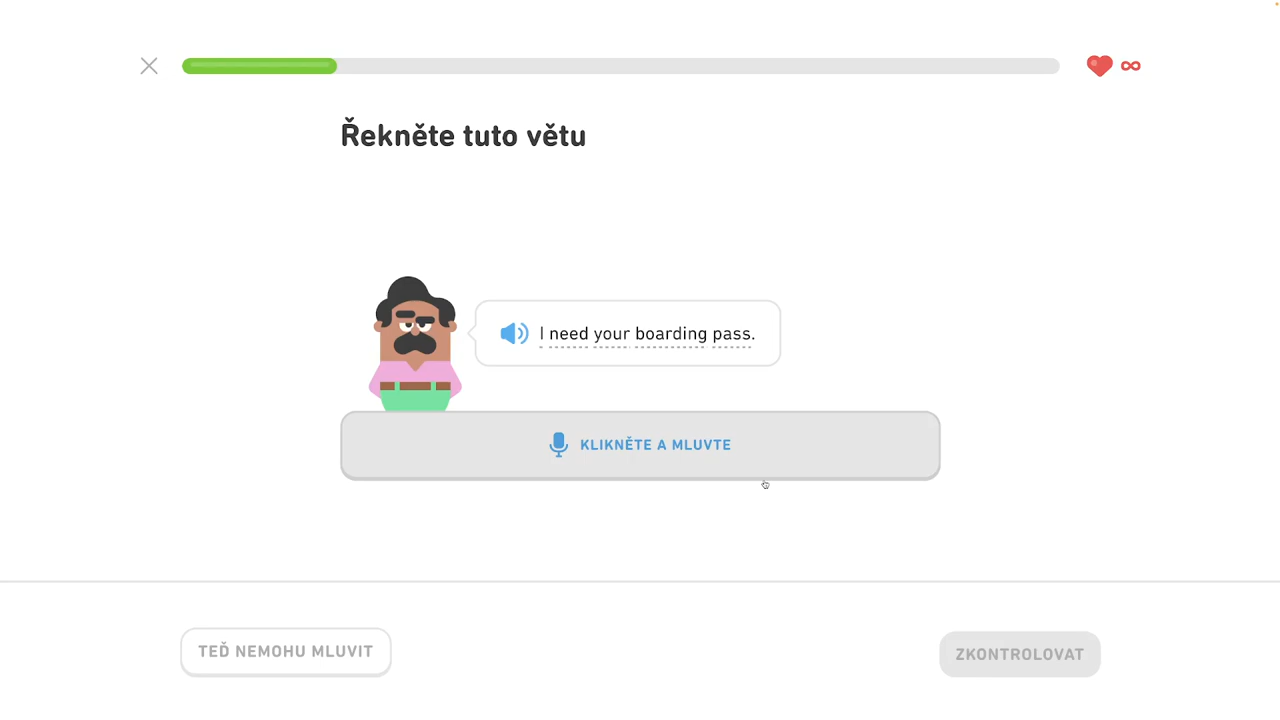 Řekněte tuto větu
I need your boarding pass.
KLIKNĚTE A MLUVTE
TEĎ NEMOHU MLUVIT
ZKONTROLOVAT